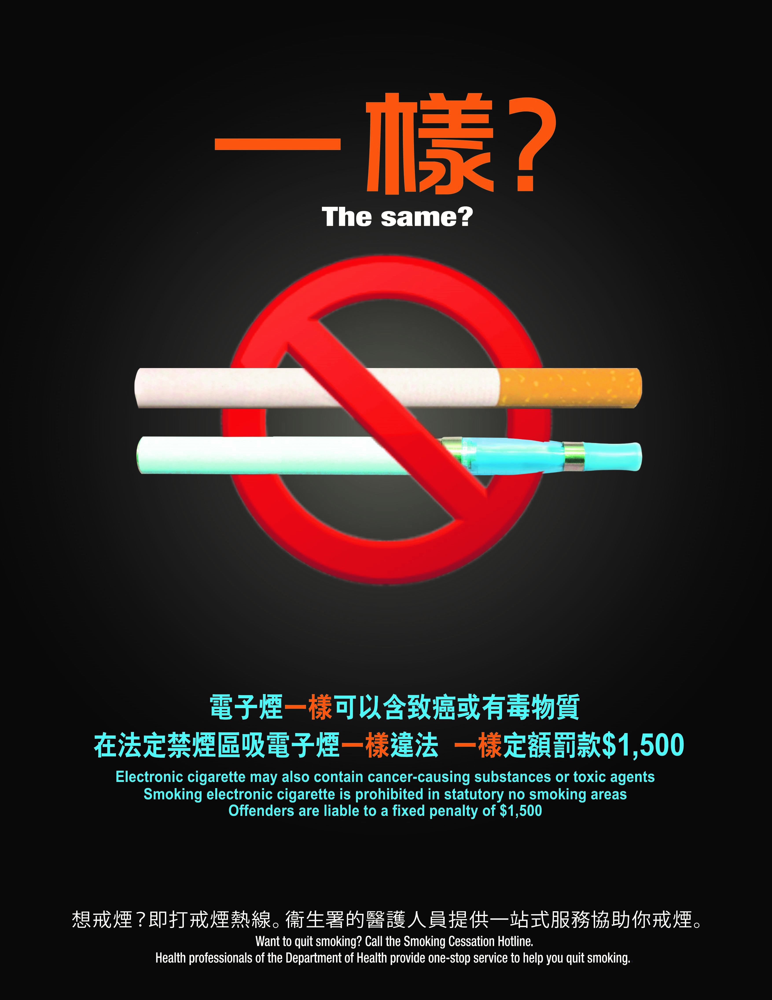 一樣?
The same?
電子煙一樣可以含致癌或有毒物質
在法定禁煙區吸電子煙一樣違法 一樣定額罰款$1,500
Electronic cigarette may also contain cancer-causing substances or toxic agents
Smoking electronic cigarette is prohibited in statutory no smoking areas
Offenders are liable to a fixed penalty of $1,500
想戒煙?即打戒煙熱線。衞生署的醫護人員提供一站式服務協助你戒煙。
Want to quit smoking? Call the Smoking Cessation Hotline.
Health professionals of the Department of Health provide one-stop service to help you quit smoking.